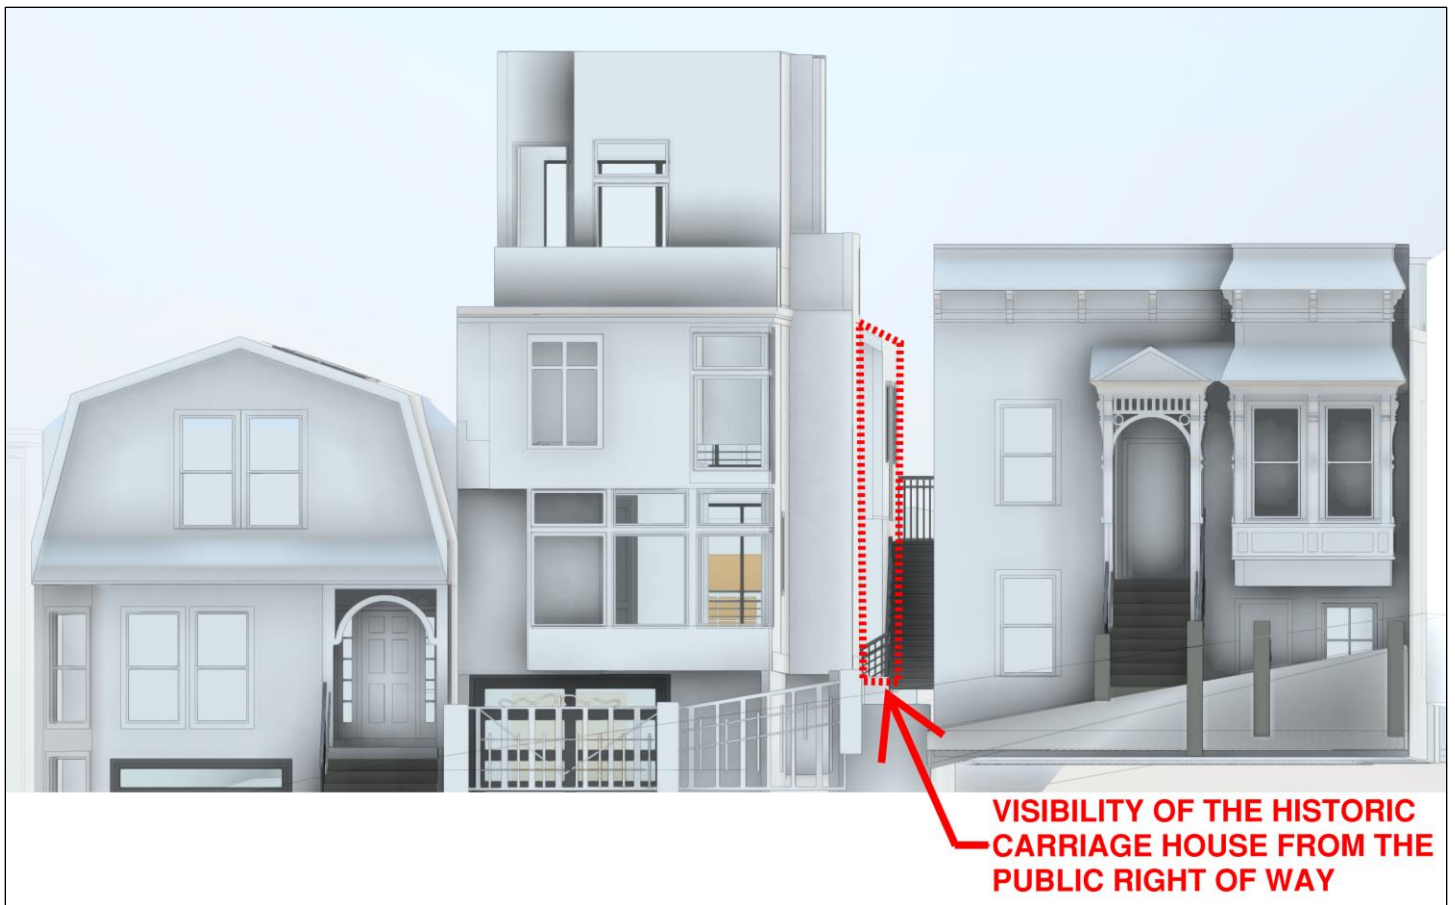 VISIBILITY OF THE HISTORIC
CARRIAGE HOUSE FROM THE
PUBLIC RIGHT OF WAY